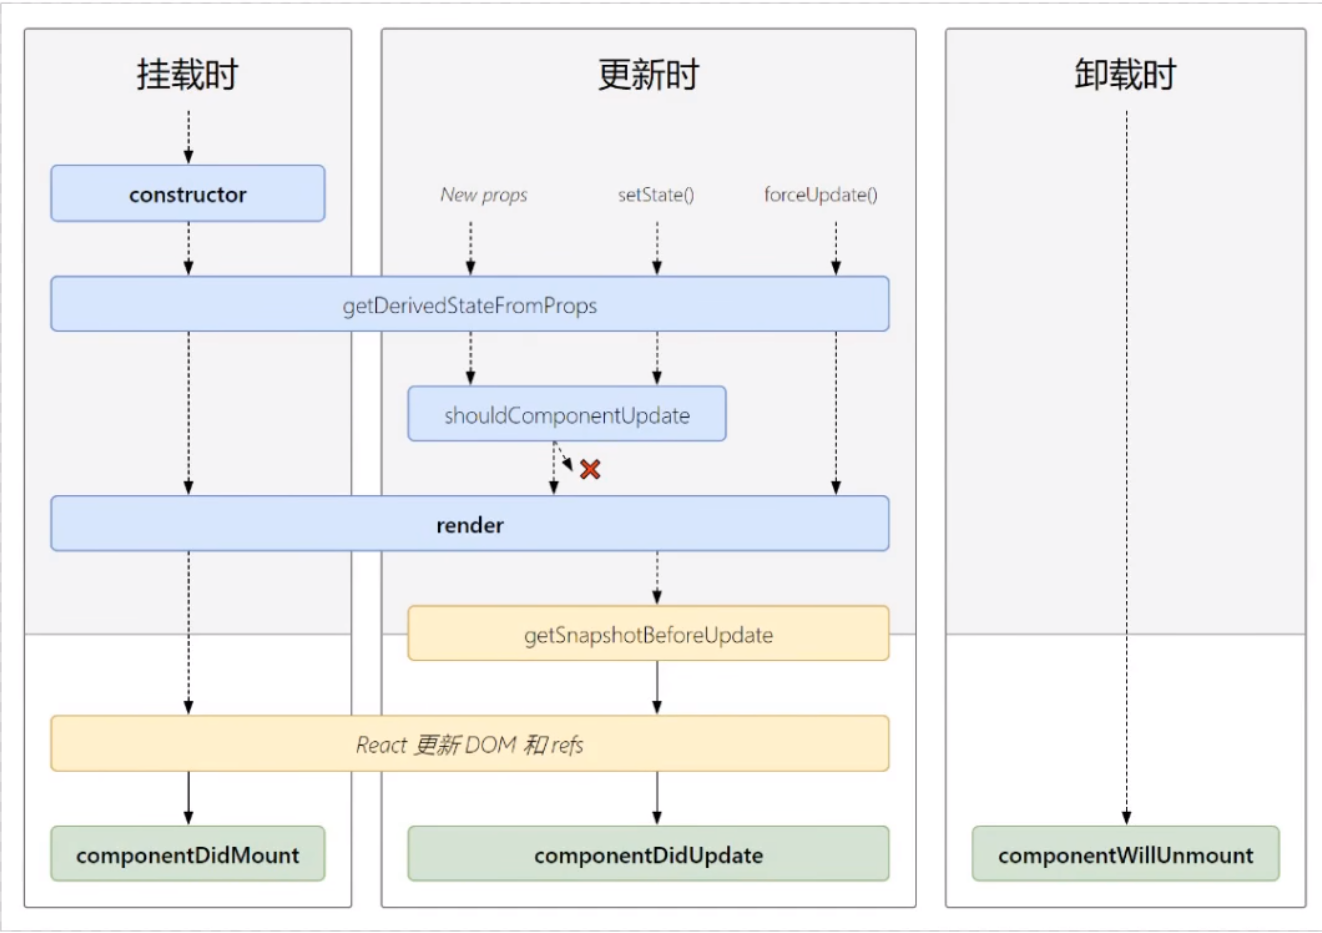 挂载时
更新时
卸载时
constructor
New props
setState()
forceUpdate()
getDerivedStateFromProps
shouldComponentUpdate
render
getSnapshotBeforeUpdate
React 更新 DOM 和 refs
componentDidMount
componentDidUpdate
componentWillUnmount